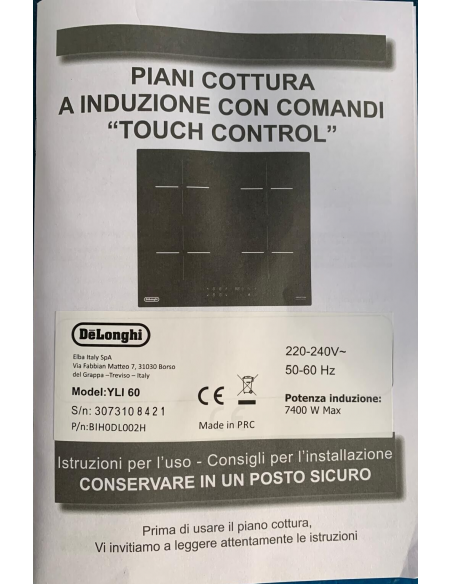 PIANI COTTURA
A INDUZIONE CON COMANDI
“TOUCH CONTROL”
DeLonghi
DēLonghi
Elba Italy SpA
Via Fabbian Matteo 7, 31030 Borso
del Grappa –Treviso – Italy
Model:YLI 60
S/n: 3073108421
P/n:BIH0DL002H
CE
Made in PRC
220-240V~
50-60 Hz
Potenza induzione:
7400 W Max
Istruzioni per l’uso - Consigli per l’installazione
CONSERVARE IN UN POSTO SICURO
Prima di usare il piano cottura,
Vi invitiamo a leggere attentamente le istruzioni